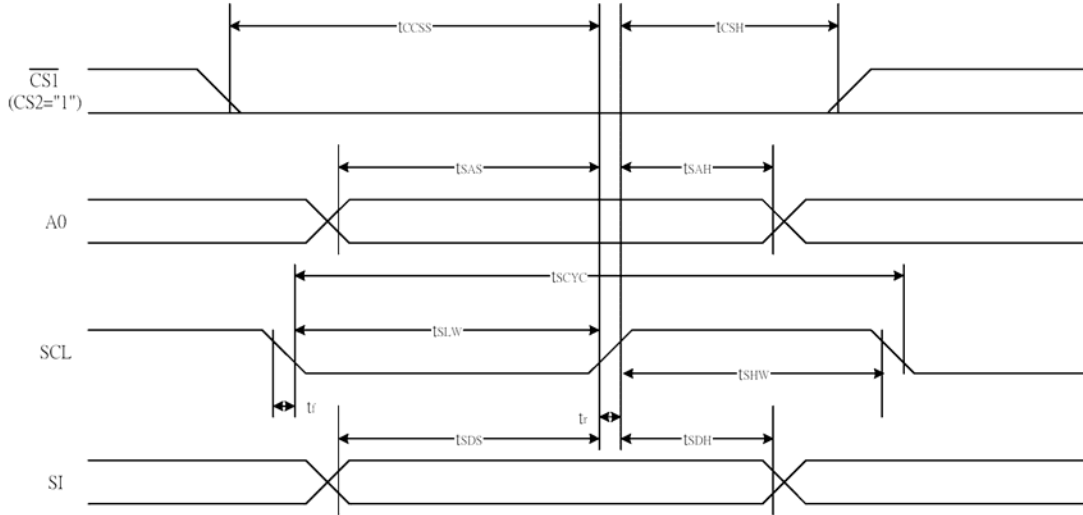 tCCSS tCSH
CS1
(CS2="1")
tSAS tSAH
A0
tSCYC
tSLW
SCL
tSHW
tf tr
tSDS tSDH
SI